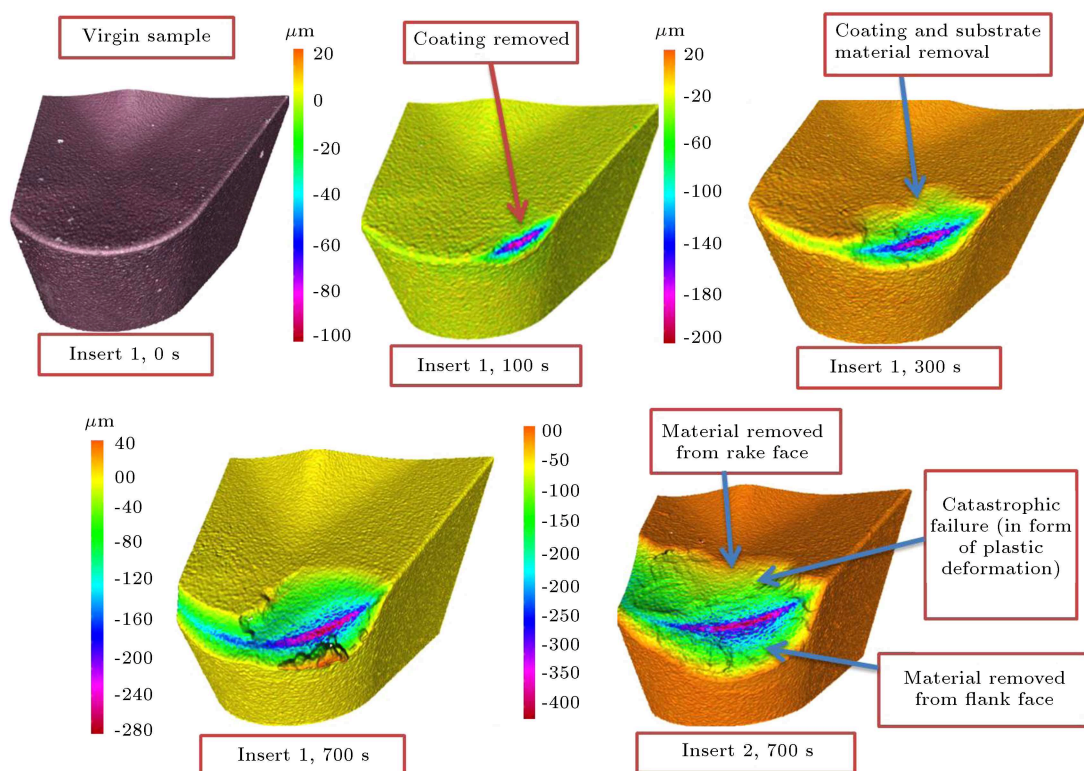 Virgin sample
μm
20
0
-20
-40
-60
-80
-100
Insert 1, 0 s
Coating removed
Insert 1, 100 s
μm
20
-20
-60
-100
-140
-180
-200
Coating and substrate
material removal
Insert 1, 300 s
μm
40
00
-40
-80
-120
-160
-200
-240
-280
Insert 1, 700 s
00
-50
-100
-150
-200
-250
-300
-350
-400
Material removed
from rake face
Catastrophic
failure (in form
of plastic
deformation)
Material removed
from flank face
Insert 2, 700 s